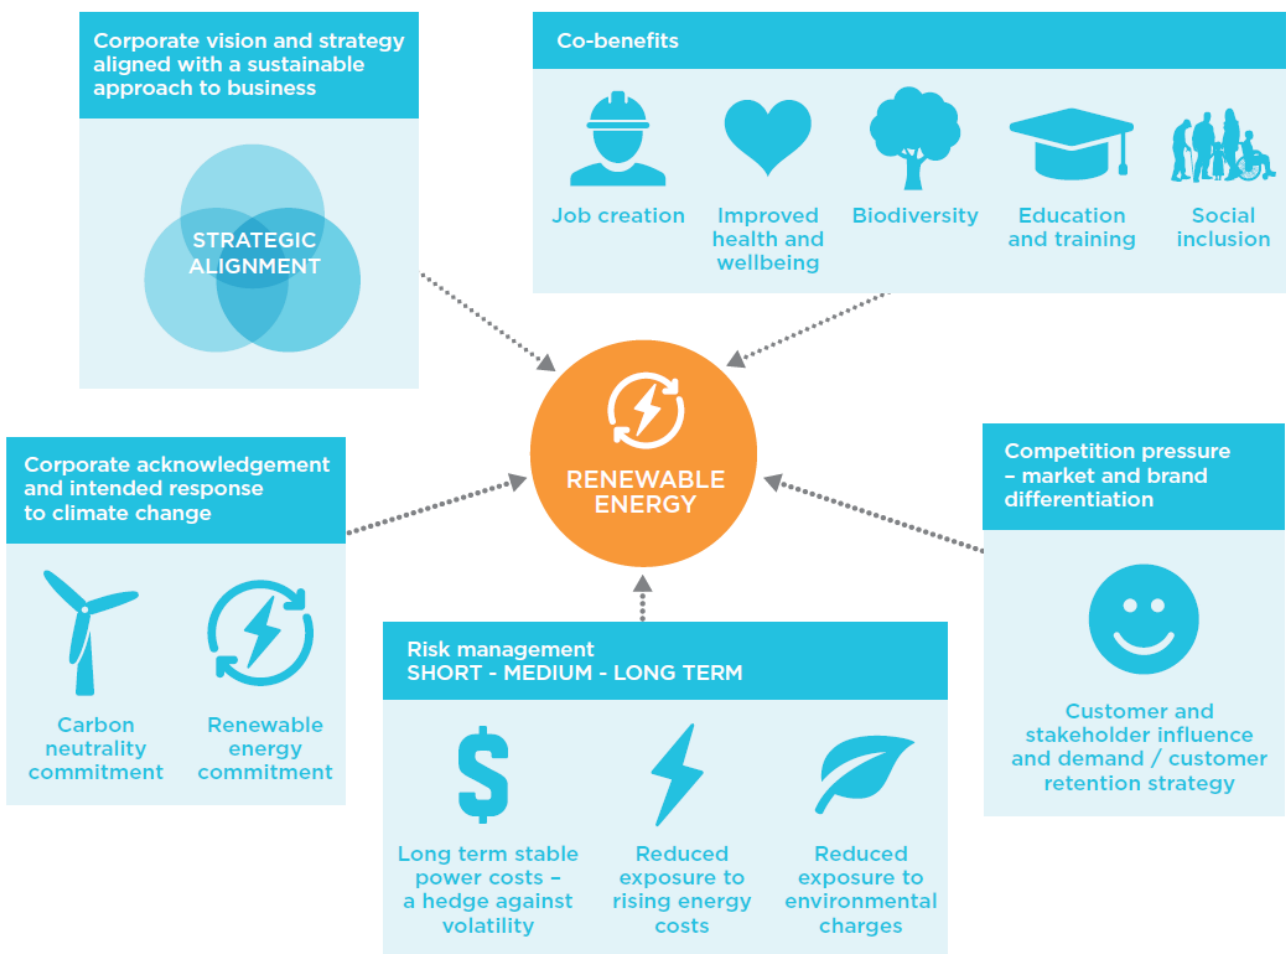 Corporate vision and strategy
aligned with a sustainable
approach to business
STRATEGIC
ALIGNMENT
Co-benefits
Job creation
Improved
health and
wellbeing
Biodiversity
Education
and training
Social
inclusion
RENEWABLE
ENERGY
Corporate acknowledgement
and intended response
to climate change
Carbon
neutrality
commitment
Renewable
energy
commitment
Risk management
SHORT - MEDIUM - LONG TERM
Long term stable
power costs –
a hedge against
volatility
Reduced
exposure to
rising energy
costs
Reduced
exposure to
environmental
charges
Competition pressure
– market and brand
differentiation
Customer and
stakeholder influence
and demand / customer
retention strategy